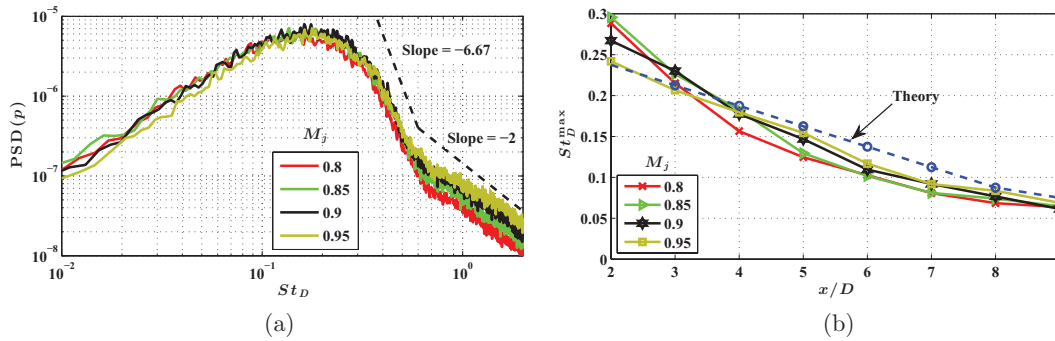 10⁻⁵
10⁻⁶
10⁻⁷
10⁻⁸
PSD(p)
Slope = −6.67
Slope = −2
M_j
0.8
0.85
0.9
0.95
10⁻²
10⁻¹
10⁰
St_D
(a)
0.3
0.25
0.2
0.15
0.1
0.05
0
St_D^max
Theory
M_j
0.8
0.85
0.9
0.95
2 3 4 5 6 7 8
x/D
(b)